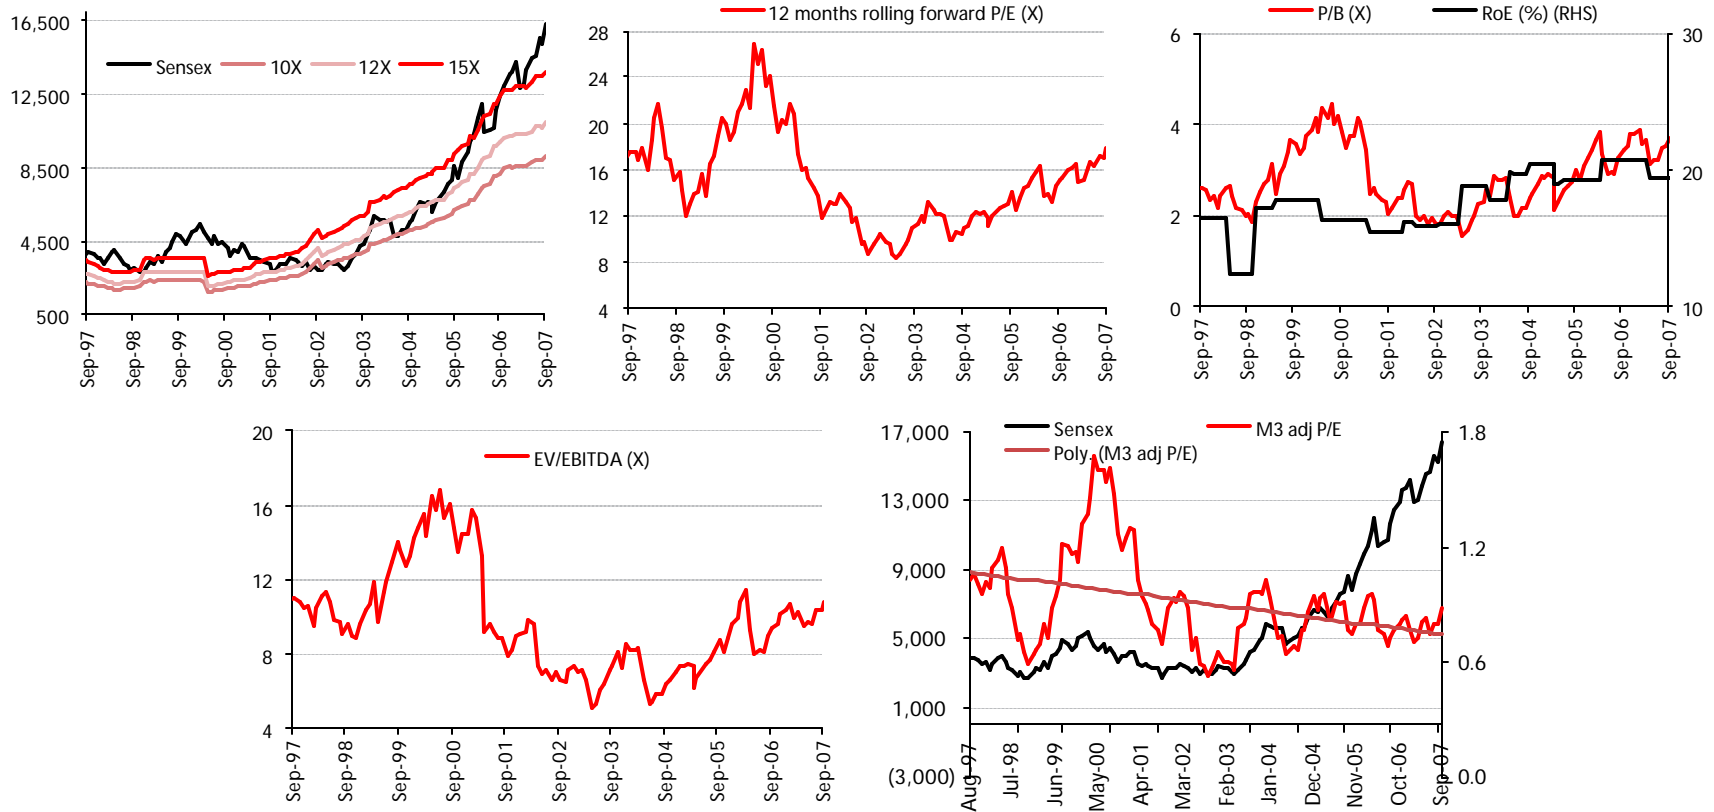 Sensex 10X 12X 15X
16,500
12,500
8,500
4,500
500
Sep-97 Sep-98 Sep-99 Sep-00 Sep-01 Sep-02 Sep-03 Sep-04 Sep-05 Sep-06 Sep-07
12 months rolling forward P/E (X)
28
24
20
16
12
8
4
Sep-97 Sep-98 Sep-99 Sep-00 Sep-01 Sep-02 Sep-03 Sep-04 Sep-05 Sep-06 Sep-07
P/B (X) RoE (%) (RHS)
6 30
4
20
2
0 10
Sep-97 Sep-98 Sep-99 Sep-00 Sep-01 Sep-02 Sep-03 Sep-04 Sep-05 Sep-06 Sep-07
EV/EBITDA (X)
20
16
12
8
4
Sep-97 Sep-98 Sep-99 Sep-00 Sep-01 Sep-02 Sep-03 Sep-04 Sep-05 Sep-06 Sep-07
Sensex M3 adj P/E
Poly. (M3 adj P/E)
17,000 1.8
13,000
1.2
9,000
5,000
0.6
1,000
(3,000) 0.0
Aug-97 Jul-98 Jun-99 May-00 Apr-01 Mar-02 Feb-03 Jan-04 Dec-04 Nov-05 Oct-06 Sep-07